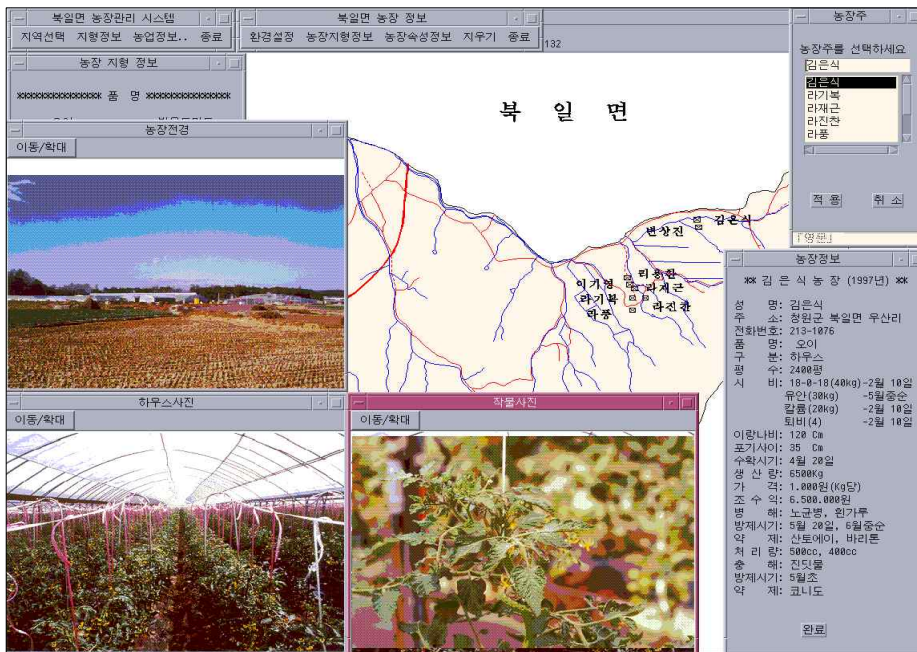 북일면 농장관리 시스템
지역선택 지형정보 농업정보.. 종료
북일면 농장 정보
환경설정 농장지형정보 농장속성정보 지우기 종료
132
농장 지형 정보
************** 품 명 **************
농장주
농장주를 선택하세요
김은식
김은식
라기복
라재근
라진찬
라풍
적 용
취 소
북 일 면
변상진
김은식
이기영
라기복
라재근
라풍
라진찬
농장전경
이동/확대
하우스사진
이동/확대
작물사진
이동/확대
농장정보
** 김 은 식 농 장 (1997년) **
성 명: 김은식
주 소: 청원군 북일면 우산리
전화번호: 213-1076
품 명: 오이
구 분: 하우스
평 수: 2400평
시 비: 18-0-18(40kg)-2월 10일
유안(30kg) -5월중순
칼륨(20kg) -2월 10일
퇴비(4) -2월 10일
이랑나비: 120 Cm
포기사이: 35 Cm
수확시기: 4월 20일
생 산 량: 6500Kg
가 격: 1.000원(Kg당)
조 수 익: 6.500.000원
병 해: 노균병, 흰가루
방제시기: 5월 20일, 6월중순
약 제: 산토에이, 바리톤
처 리 량: 500cc, 400cc
충 해: 진딧물
방제시기: 5월초
약 제: 코니도
완료